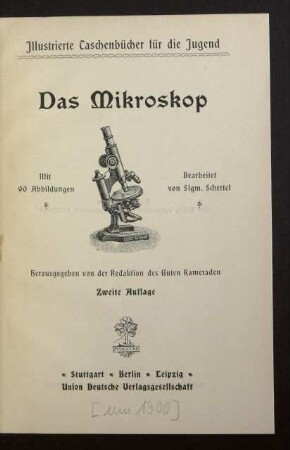 Illustrierte Taschenbücher für die Jugend
Das Mikroskop
Mit
90 Abbildungen
Bearbeitet
von Sigm. Schertel
Herausgegeben von der Redaktion des Guten Kameraden
Zweite Auflage
Stuttgart * Berlin * Leipzig
Union Deutsche Verlagsgesellschaft
[um 1900]